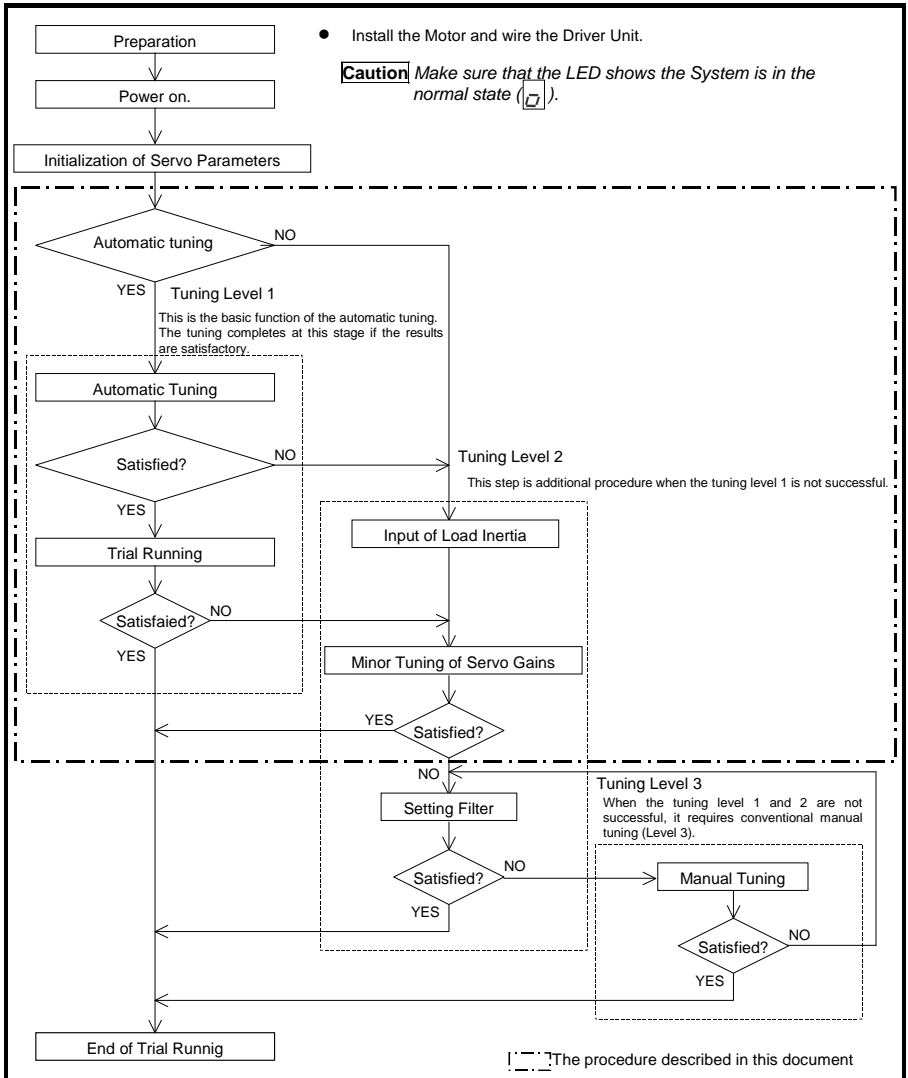 Preparation
● Install the Motor and wire the Driver Unit.
Caution Make sure that the LED shows the System is in the
normal state ( ).
Power on.
Initialization of Servo Parameters
Automatic tuning
NO
YES
Tuning Level 1
This is the basic function of the automatic tuning.
The tuning completes at this stage if the results
are satisfactory.
Automatic Tuning
Satisfied?
NO
YES
Tuning Level 2
This step is additional procedure when the tuning level 1 is not successful.
Input of Load Inertia
Trial Running
Satisfaied?
NO
YES
Minor Tuning of Servo Gains
Satisfied?
YES
NO
Tuning Level 3
When the tuning level 1 and 2 are not
successful, it requires conventional manual
tuning (Level 3).
Setting Filter
Satisfied?
NO
YES
Manual Tuning
Satisfied?
NO
YES
End of Trial Runnig
The procedure described in this document